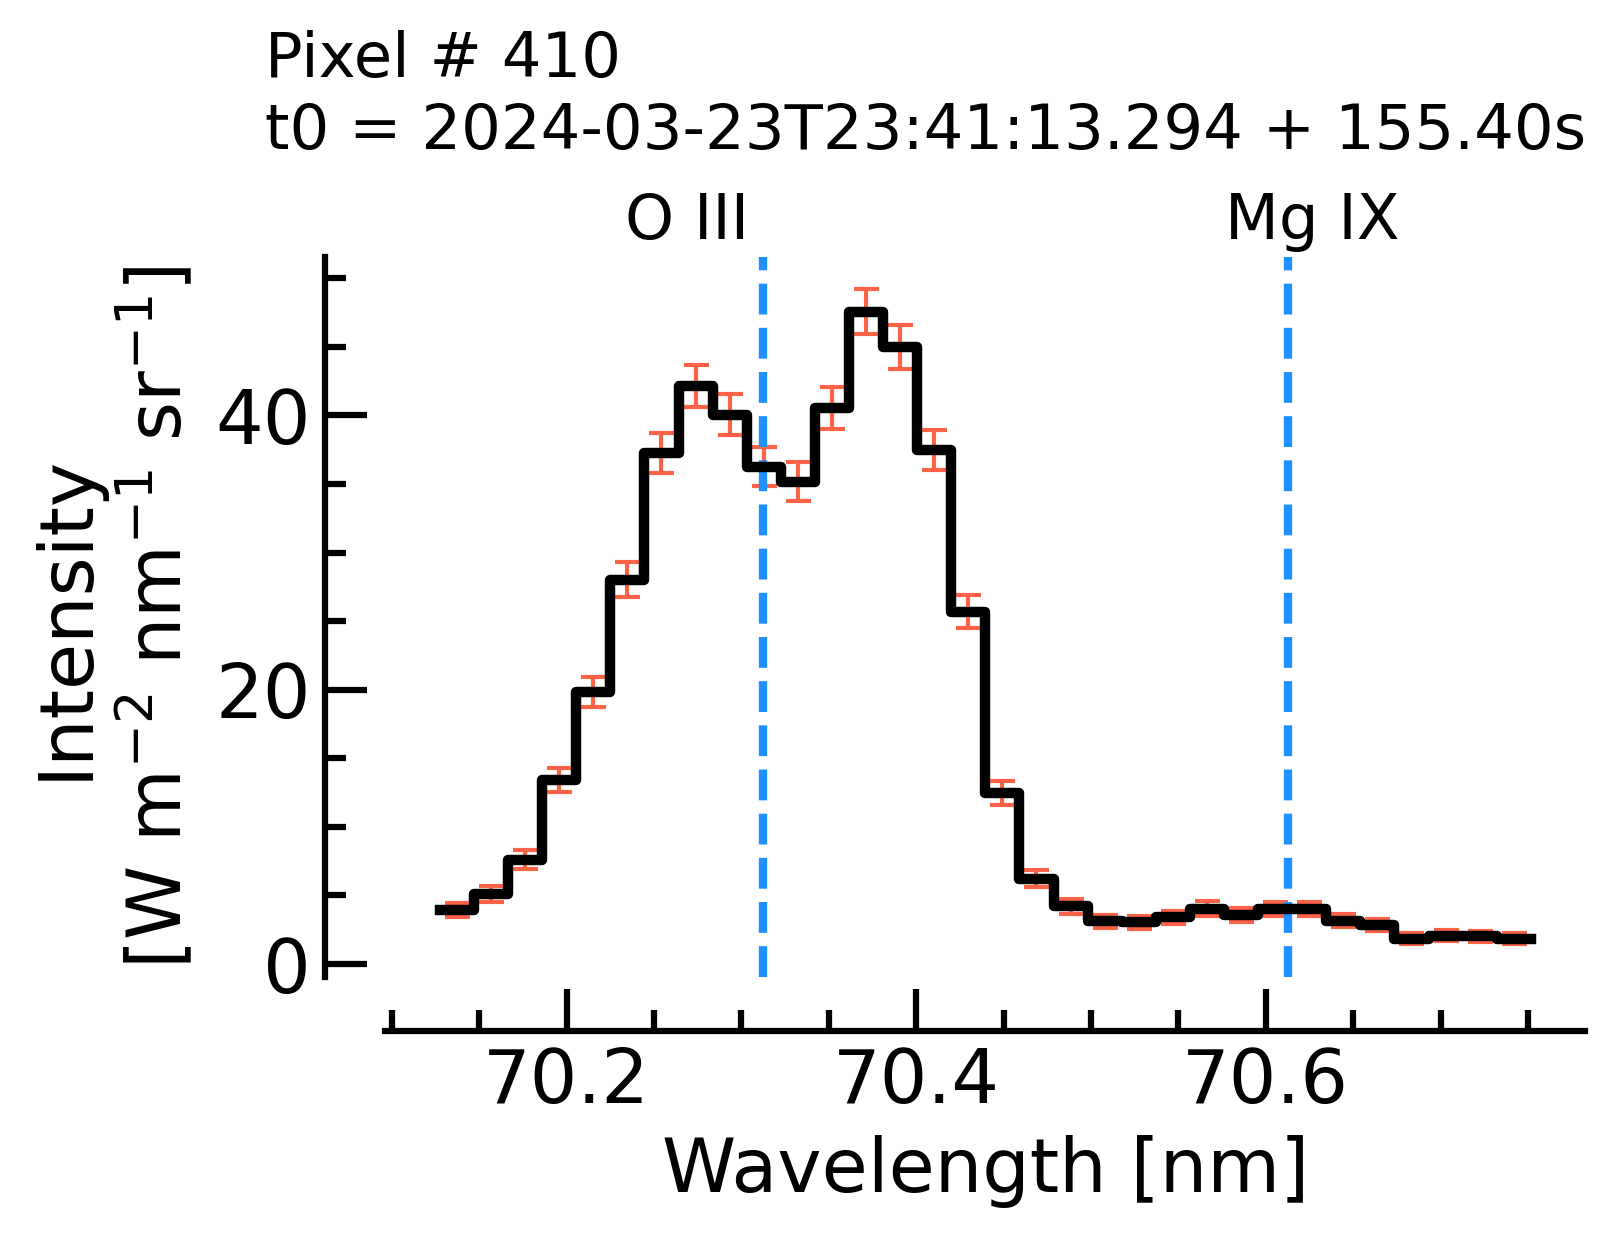 Pixel # 410
t0 = 2024-03-23T23:41:13.294 + 155.40s
O III
Mg IX
Intensity
[W m⁻² nm⁻¹ sr⁻¹]
40
20
0
70.2
70.4
70.6
Wavelength [nm]